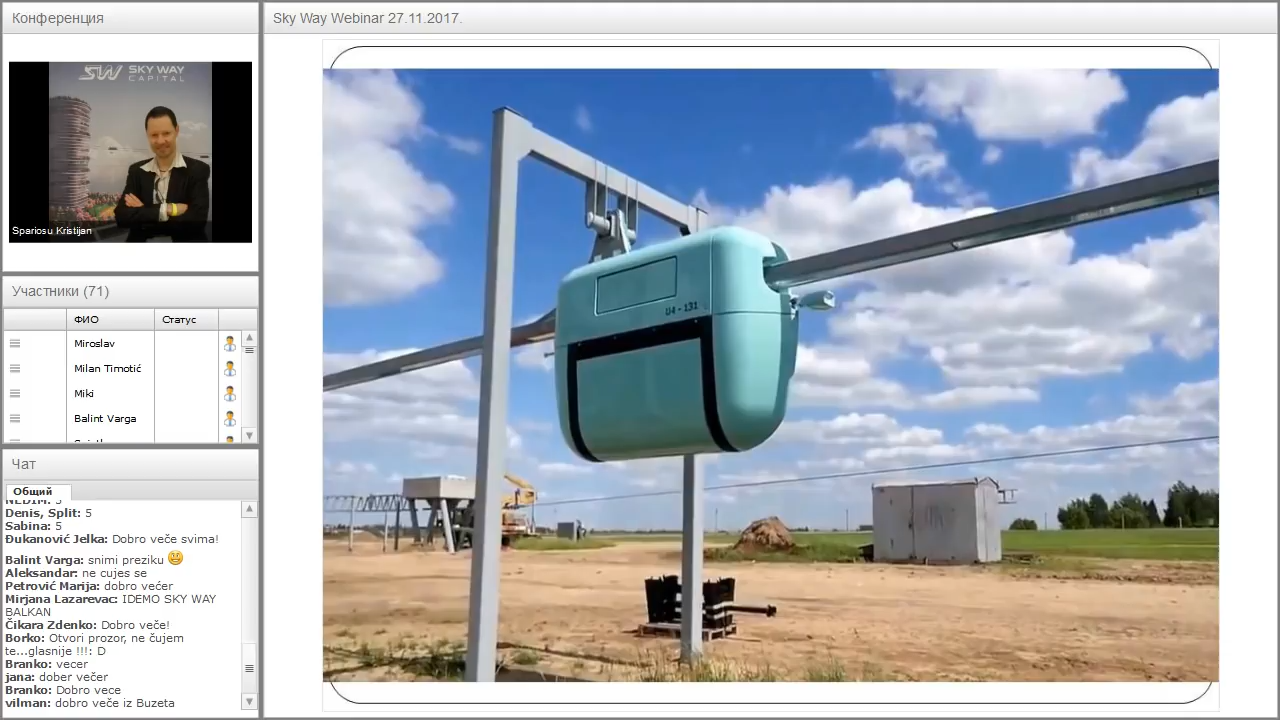 Конференция
SKY WAY
CAPITAL
Spariosu Kristijan
Участники (71)
ФИО Статус
Miroslav
Milan Timotić
Miki
Balint Varga
Чат
Общий
NEDIM: 5
Denis, Split: 5
Sabina: 5
Đukanović Jelka: Dobro veče svima!
Balint Varga: snimi preziku
Aleksandar: ne cujes se
Petrović Marija: dobro večer
Mirjana Lazarevac: IDEMO SKY WAY
BALKAN
Čikara Zdenko: Dobro veče!
Borko: Otvori prozor, ne čujem
te...glasnije !!!: D
Branko: vecer
jana: dober večer
Branko: Dobro vece
vilman: dobro veče iz Buzeta
Sky Way Webinar 27.11.2017.
U4 - 131